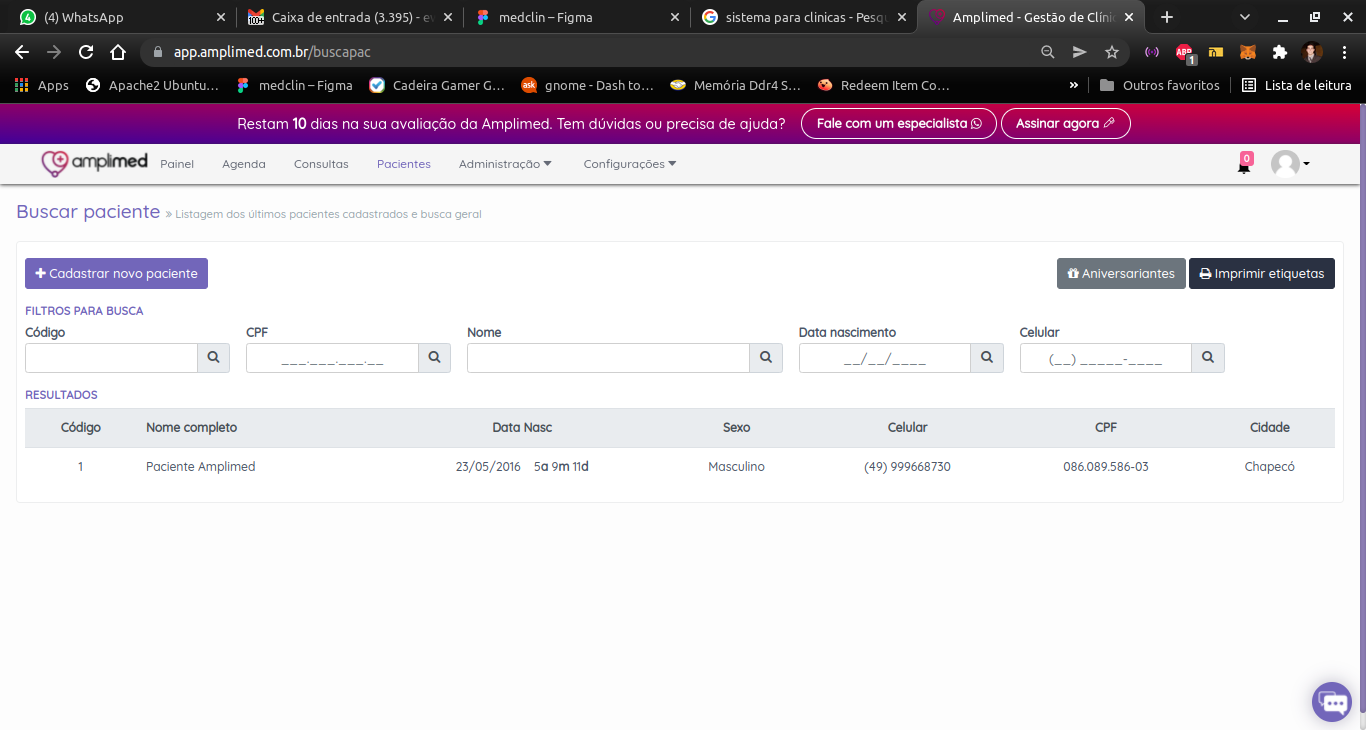 (4) WhatsApp
Caixa de entrada (3.395) - ev
medclin – Figma
sistema para clinicas - Pesqu
Amplimed - Gestão de Clínic
app.amplimed.com.br/buscapac
ABP
1
Apps
Apache2 Ubuntu...
medclin – Figma
Cadeira Gamer G...
gnome - Dash to...
Memória Ddr4 S...
Redeem Item Co...
»
Outros favoritos
Lista de leitura
Restam 10 dias na sua avaliação da Amplimed. Tem dúvidas ou precisa de ajuda?
Fale com um especialista
Assinar agora
amplimed
Painel
Agenda
Consultas
Pacientes
Administração
Configurações
0
Buscar paciente » Listagem dos últimos pacientes cadastrados e busca geral
+ Cadastrar novo paciente
Aniversariantes
Imprimir etiquetas
FILTROS PARA BUSCA
Código
CPF
Nome
Data nascimento
Celular
___.___.___.__
__/__/____
(__) _____-____
RESULTADOS
Código Nome completo Data Nasc Sexo Celular CPF Cidade
1 Paciente Amplimed 23/05/2016 5a 9m 11d Masculino (49) 999668730 086.089.586-03 Chapecó